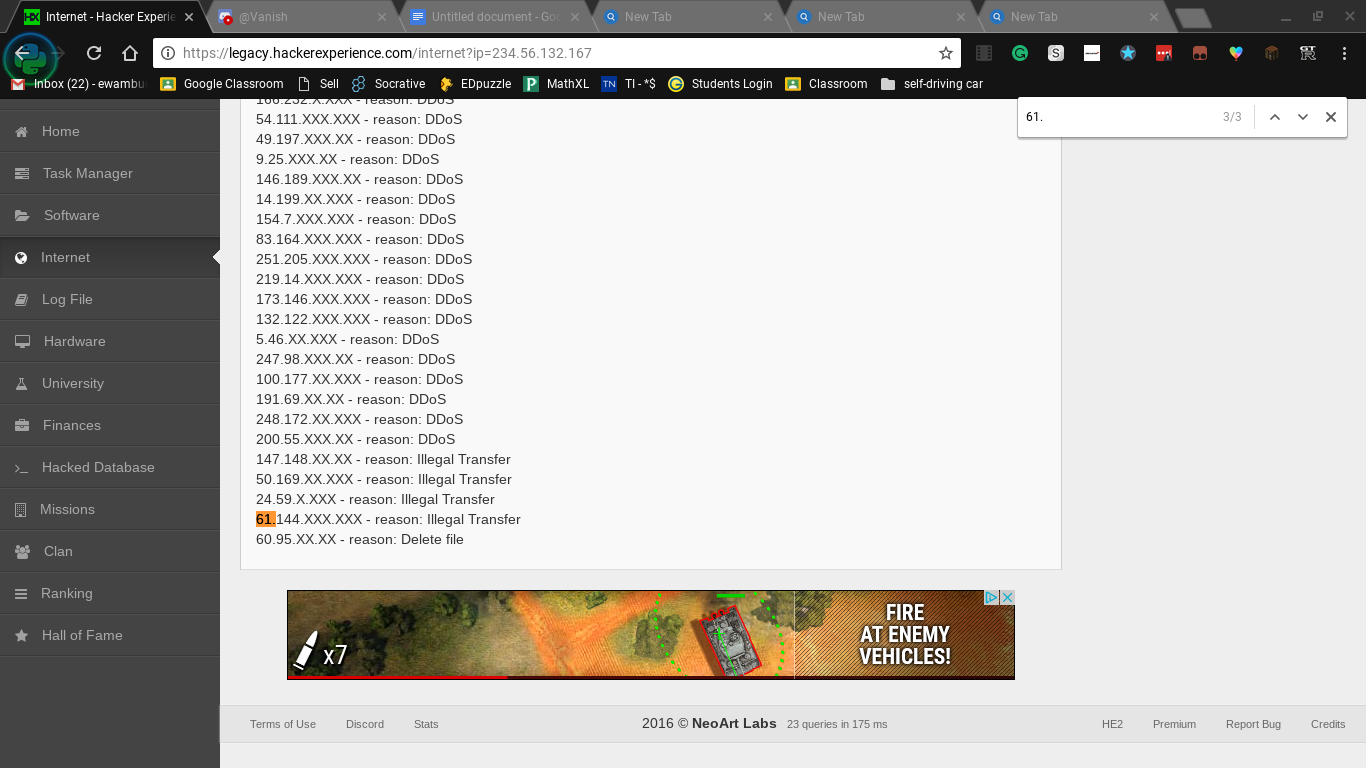 Internet - Hacker Experie
@Vanish
Untitled document - Goo
New Tab
New Tab
New Tab
https://legacy.hackerexperience.com/internet?ip=234.56.132.167
Inbox (22) - ewambu
Google Classroom
Sell
Socrative
EDpuzzle
MathXL
TI - *$
Students Login
Classroom
self-driving car
61.
3/3
Home
Task Manager
Software
Internet
Log File
Hardware
University
Finances
Hacked Database
Missions
Clan
Ranking
Hall of Fame
166.232.X.XXX - reason: DDoS
54.111.XXX.XXX - reason: DDoS
49.197.XXX.XX - reason: DDoS
9.25.XXX.XX - reason: DDoS
146.189.XXX.XX - reason: DDoS
14.199.XX.XXX - reason: DDoS
154.7.XXX.XXX - reason: DDoS
83.164.XXX.XXX - reason: DDoS
251.205.XXX.XXX - reason: DDoS
219.14.XXX.XXX - reason: DDoS
173.146.XXX.XXX - reason: DDoS
132.122.XXX.XXX - reason: DDoS
5.46.XX.XXX - reason: DDoS
247.98.XXX.XX - reason: DDoS
100.177.XX.XXX - reason: DDoS
191.69.XX.XX - reason: DDoS
248.172.XX.XXX - reason: DDoS
200.55.XXX.XX - reason: DDoS
147.148.XX.XX - reason: Illegal Transfer
50.169.XX.XXX - reason: Illegal Transfer
24.59.X.XXX - reason: Illegal Transfer
61.144.XXX.XXX - reason: Illegal Transfer
60.95.XX.XX - reason: Delete file
x7
FIRE
AT ENEMY
VEHICLES!
Terms of Use
Discord
Stats
2016 © NeoArt Labs 23 queries in 175 ms
HE2
Premium
Report Bug
Credits